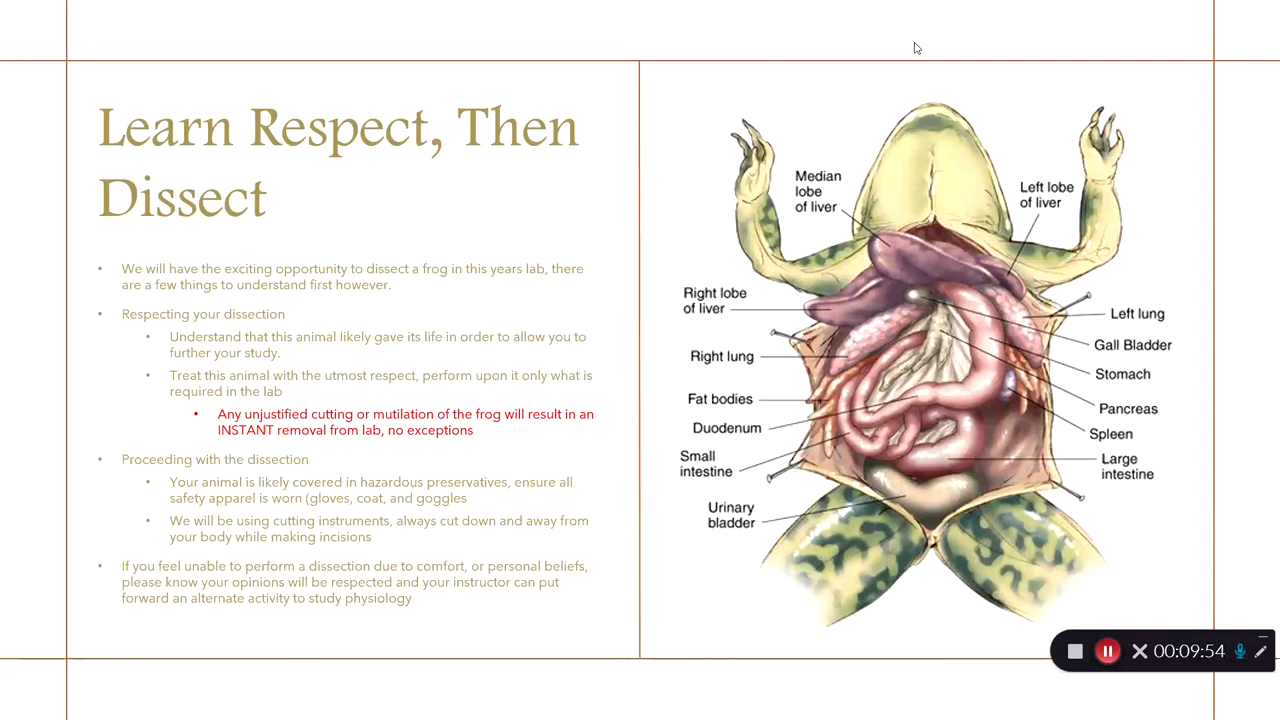 Learn Respect, Then
Dissect
• We will have the exciting opportunity to dissect a frog in this years lab, there
are a few things to understand first however.
• Respecting your dissection
• Understand that this animal likely gave its life in order to allow you to
further your study.
• Treat this animal with the utmost respect, perform upon it only what is
required in the lab
• Any unjustified cutting or mutilation of the frog will result in an
INSTANT removal from lab, no exceptions
• Proceeding with the dissection
• Your animal is likely covered in hazardous preservatives, ensure all
safety apparel is worn (gloves, coat, and goggles
• We will be using cutting instruments, always cut down and away from
your body while making incisions
• If you feel unable to perform a dissection due to comfort, or personal beliefs,
please know your opinions will be respected and your instructor can put
forward an alternate activity to study physiology
Median
lobe
of liver
Left lobe
of liver
Right lobe
of liver
Left lung
Gall Bladder
Right lung
Stomach
Fat bodies
Pancreas
Duodenum
Spleen
Small
intestine
Large
intestine
Urinary
bladder
00:09:54